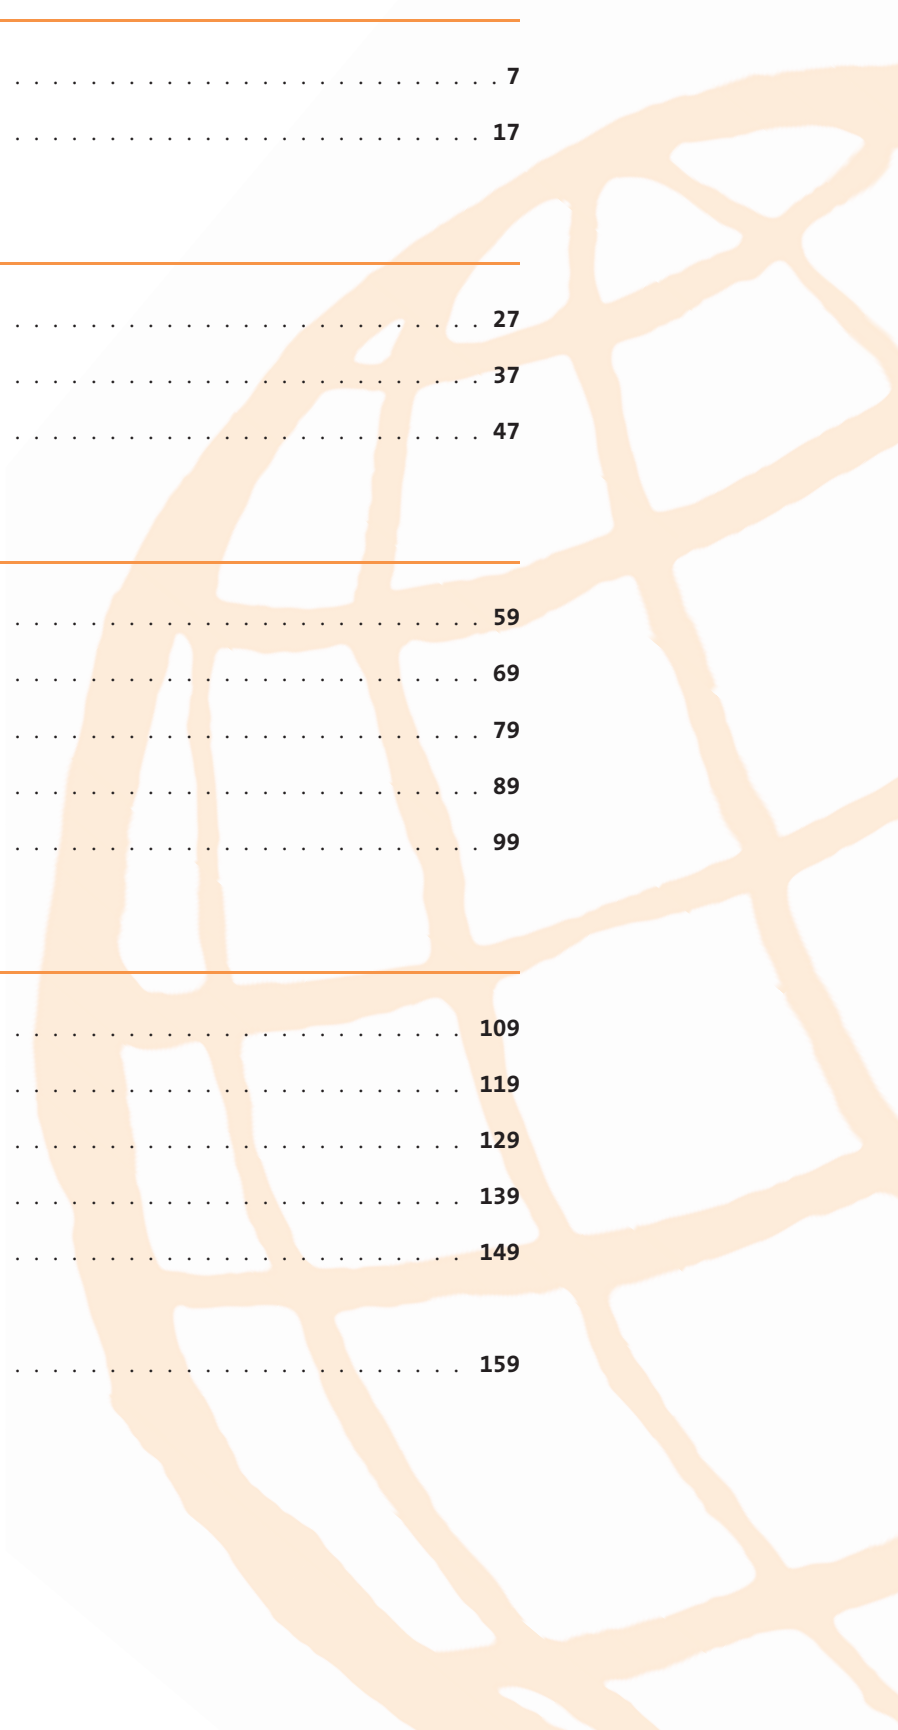 . . . . . . . . . . . . . . . . . . . . . . . . . . 7
. . . . . . . . . . . . . . . . . . . . . . . . . 17
. . . . . . . . . . . . . . . . . . . . . . . . . 27
. . . . . . . . . . . . . . . . . . . . . . . . . 37
. . . . . . . . . . . . . . . . . . . . . . . . . 47
. . . . . . . . . . . . . . . . . . . . . . . . . 59
. . . . . . . . . . . . . . . . . . . . . . . . . 69
. . . . . . . . . . . . . . . . . . . . . . . . . 79
. . . . . . . . . . . . . . . . . . . . . . . . . 89
. . . . . . . . . . . . . . . . . . . . . . . . . 99
. . . . . . . . . . . . . . . . . . . . . . . . 109
. . . . . . . . . . . . . . . . . . . . . . . . 119
. . . . . . . . . . . . . . . . . . . . . . . . 129
. . . . . . . . . . . . . . . . . . . . . . . . 139
. . . . . . . . . . . . . . . . . . . . . . . . 149
. . . . . . . . . . . . . . . . . . . . . . . . 159